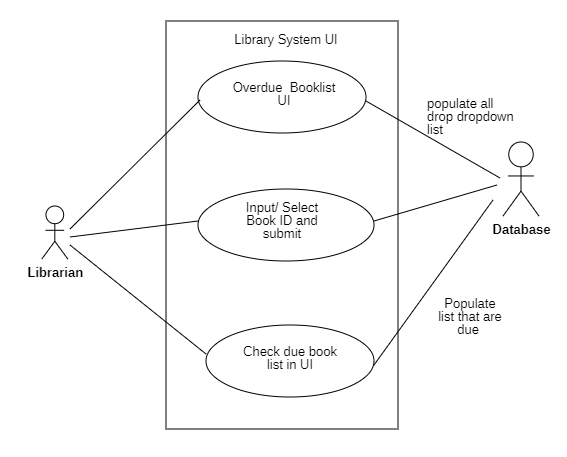 Library System UI
Overdue  Booklist
UI
populate all
drop dropdown
list
Input/ Select
Book ID and
submit
Database
Librarian
Populate
list that are
due
Check due book
list in UI